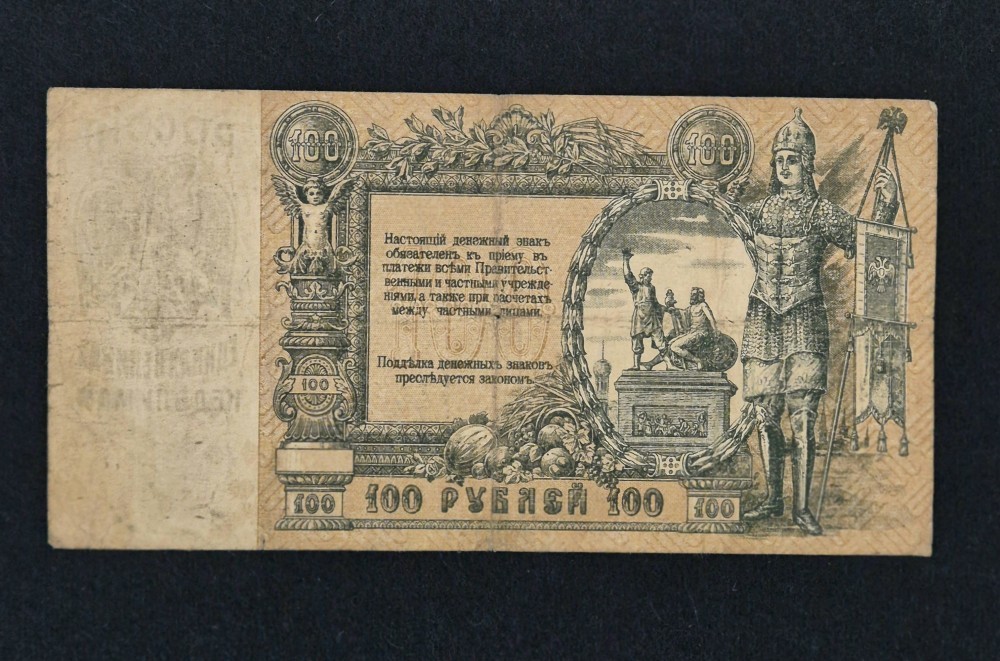 100 100
Настоящій денежный знакъ
обязателенъ къ пріему въ
платежи всѣми Правительст-
венными и частными учрежде-
ніями, а также при расчетахъ
между частными лицами.
Поддѣлка денежныхъ знаковъ
преслѣдуется закономъ.
100
100 100 РУБЛЕЙ 100 100